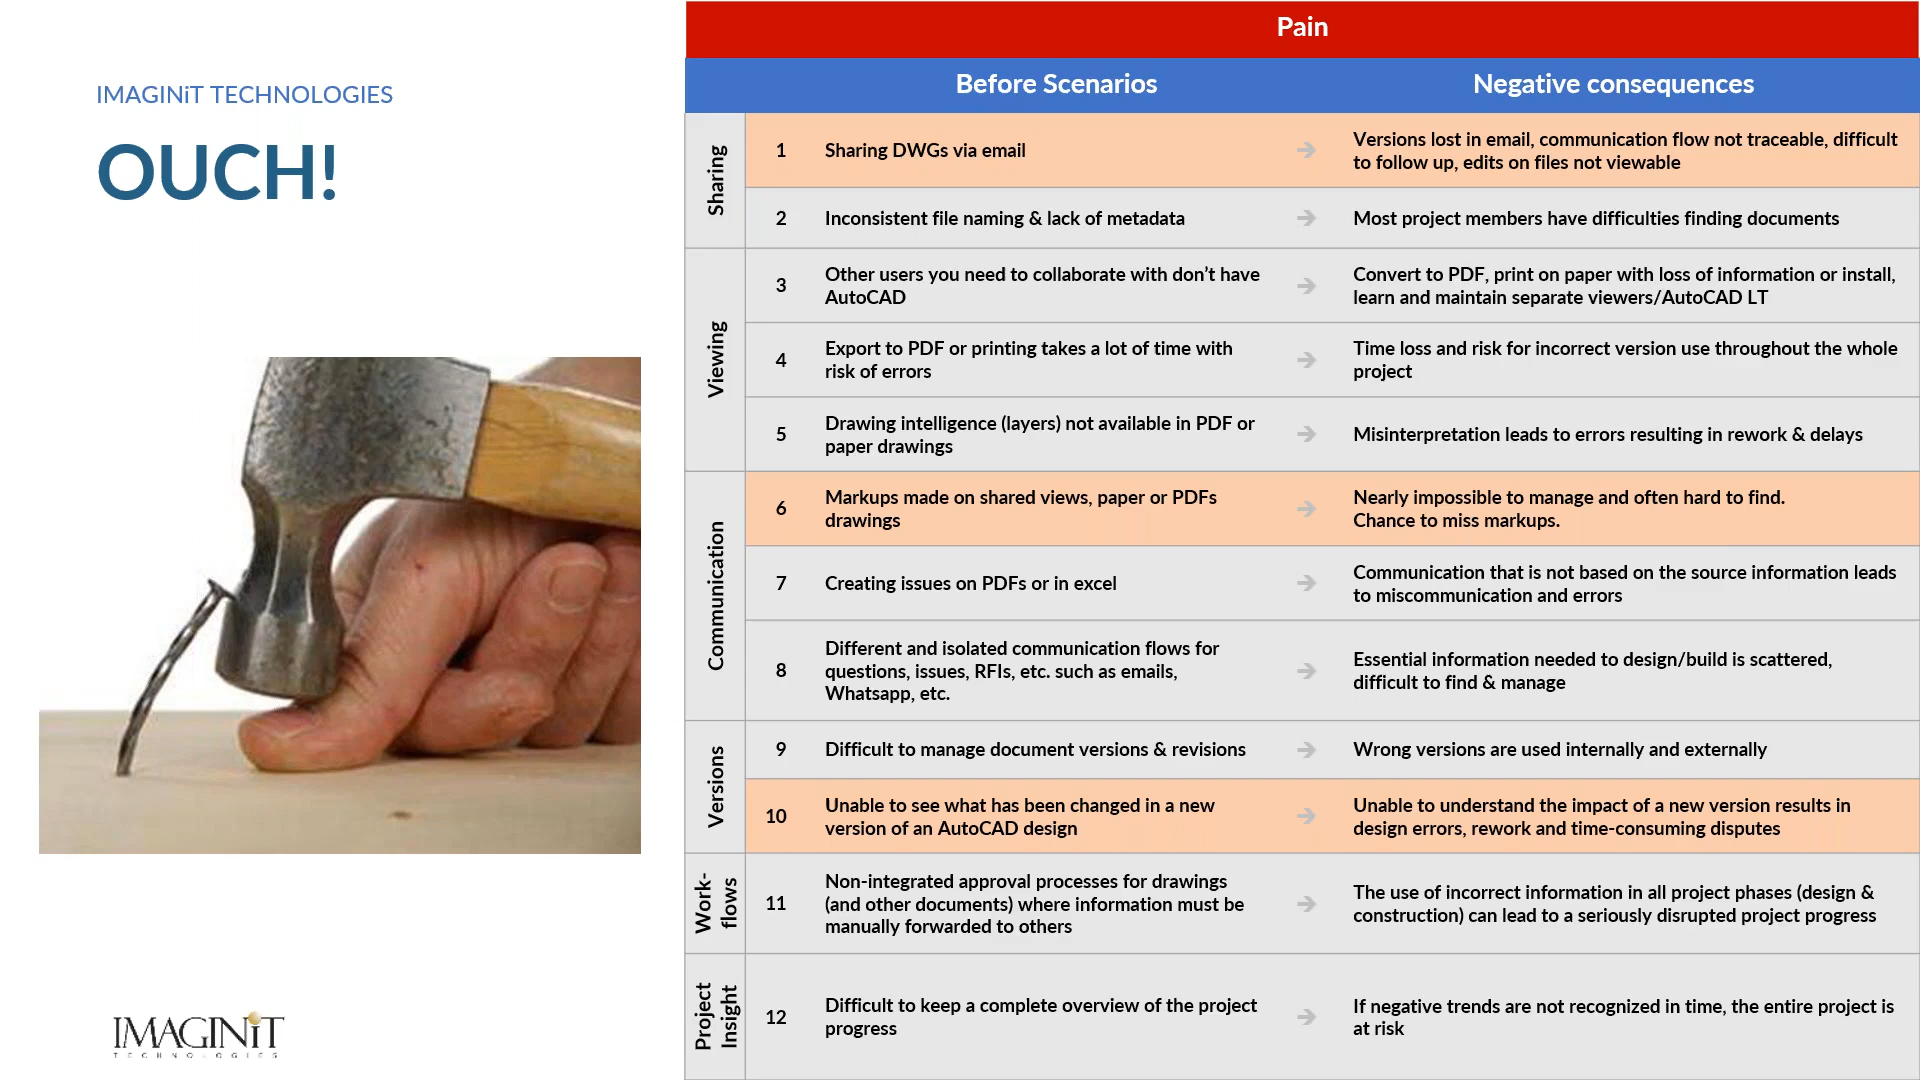 IMAGINiT TECHNOLOGIES
OUCH!
Pain
Before Scenarios
Negative consequences
Sharing
1
Sharing DWGs via email
Versions lost in email, communication flow not traceable, difficult
to follow up, edits on files not viewable
2
Inconsistent file naming & lack of metadata
Most project members have difficulties finding documents
Viewing
3
Other users you need to collaborate with don’t have
AutoCAD
Convert to PDF, print on paper with loss of information or install,
learn and maintain separate viewers/AutoCAD LT
4
Export to PDF or printing takes a lot of time with
risk of errors
Time loss and risk for incorrect version use throughout the whole
project
5
Drawing intelligence (layers) not available in PDF or
paper drawings
Misinterpretation leads to errors resulting in rework & delays
Communication
6
Markups made on shared views, paper or PDFs
drawings
Nearly impossible to manage and often hard to find.
Chance to miss markups.
7
Creating issues on PDFs or in excel
Communication that is not based on the source information leads
to miscommunication and errors
8
Different and isolated communication flows for
questions, issues, RFIs, etc. such as emails,
Whatsapp, etc.
Essential information needed to design/build is scattered,
difficult to find & manage
Versions
9
Difficult to manage document versions & revisions
Wrong versions are used internally and externally
10
Unable to see what has been changed in a new
version of an AutoCAD design
Unable to understand the impact of a new version results in
design errors, rework and time-consuming disputes
Work-
flows
11
Non-integrated approval processes for drawings
(and other documents) where information must be
manually forwarded to others
The use of incorrect information in all project phases (design &
construction) can lead to a seriously disrupted project progress
Project
Insight
12
Difficult to keep a complete overview of the project
progress
If negative trends are not recognized in time, the entire project is
at risk
IMAGINiT
TECHNOLOGIES